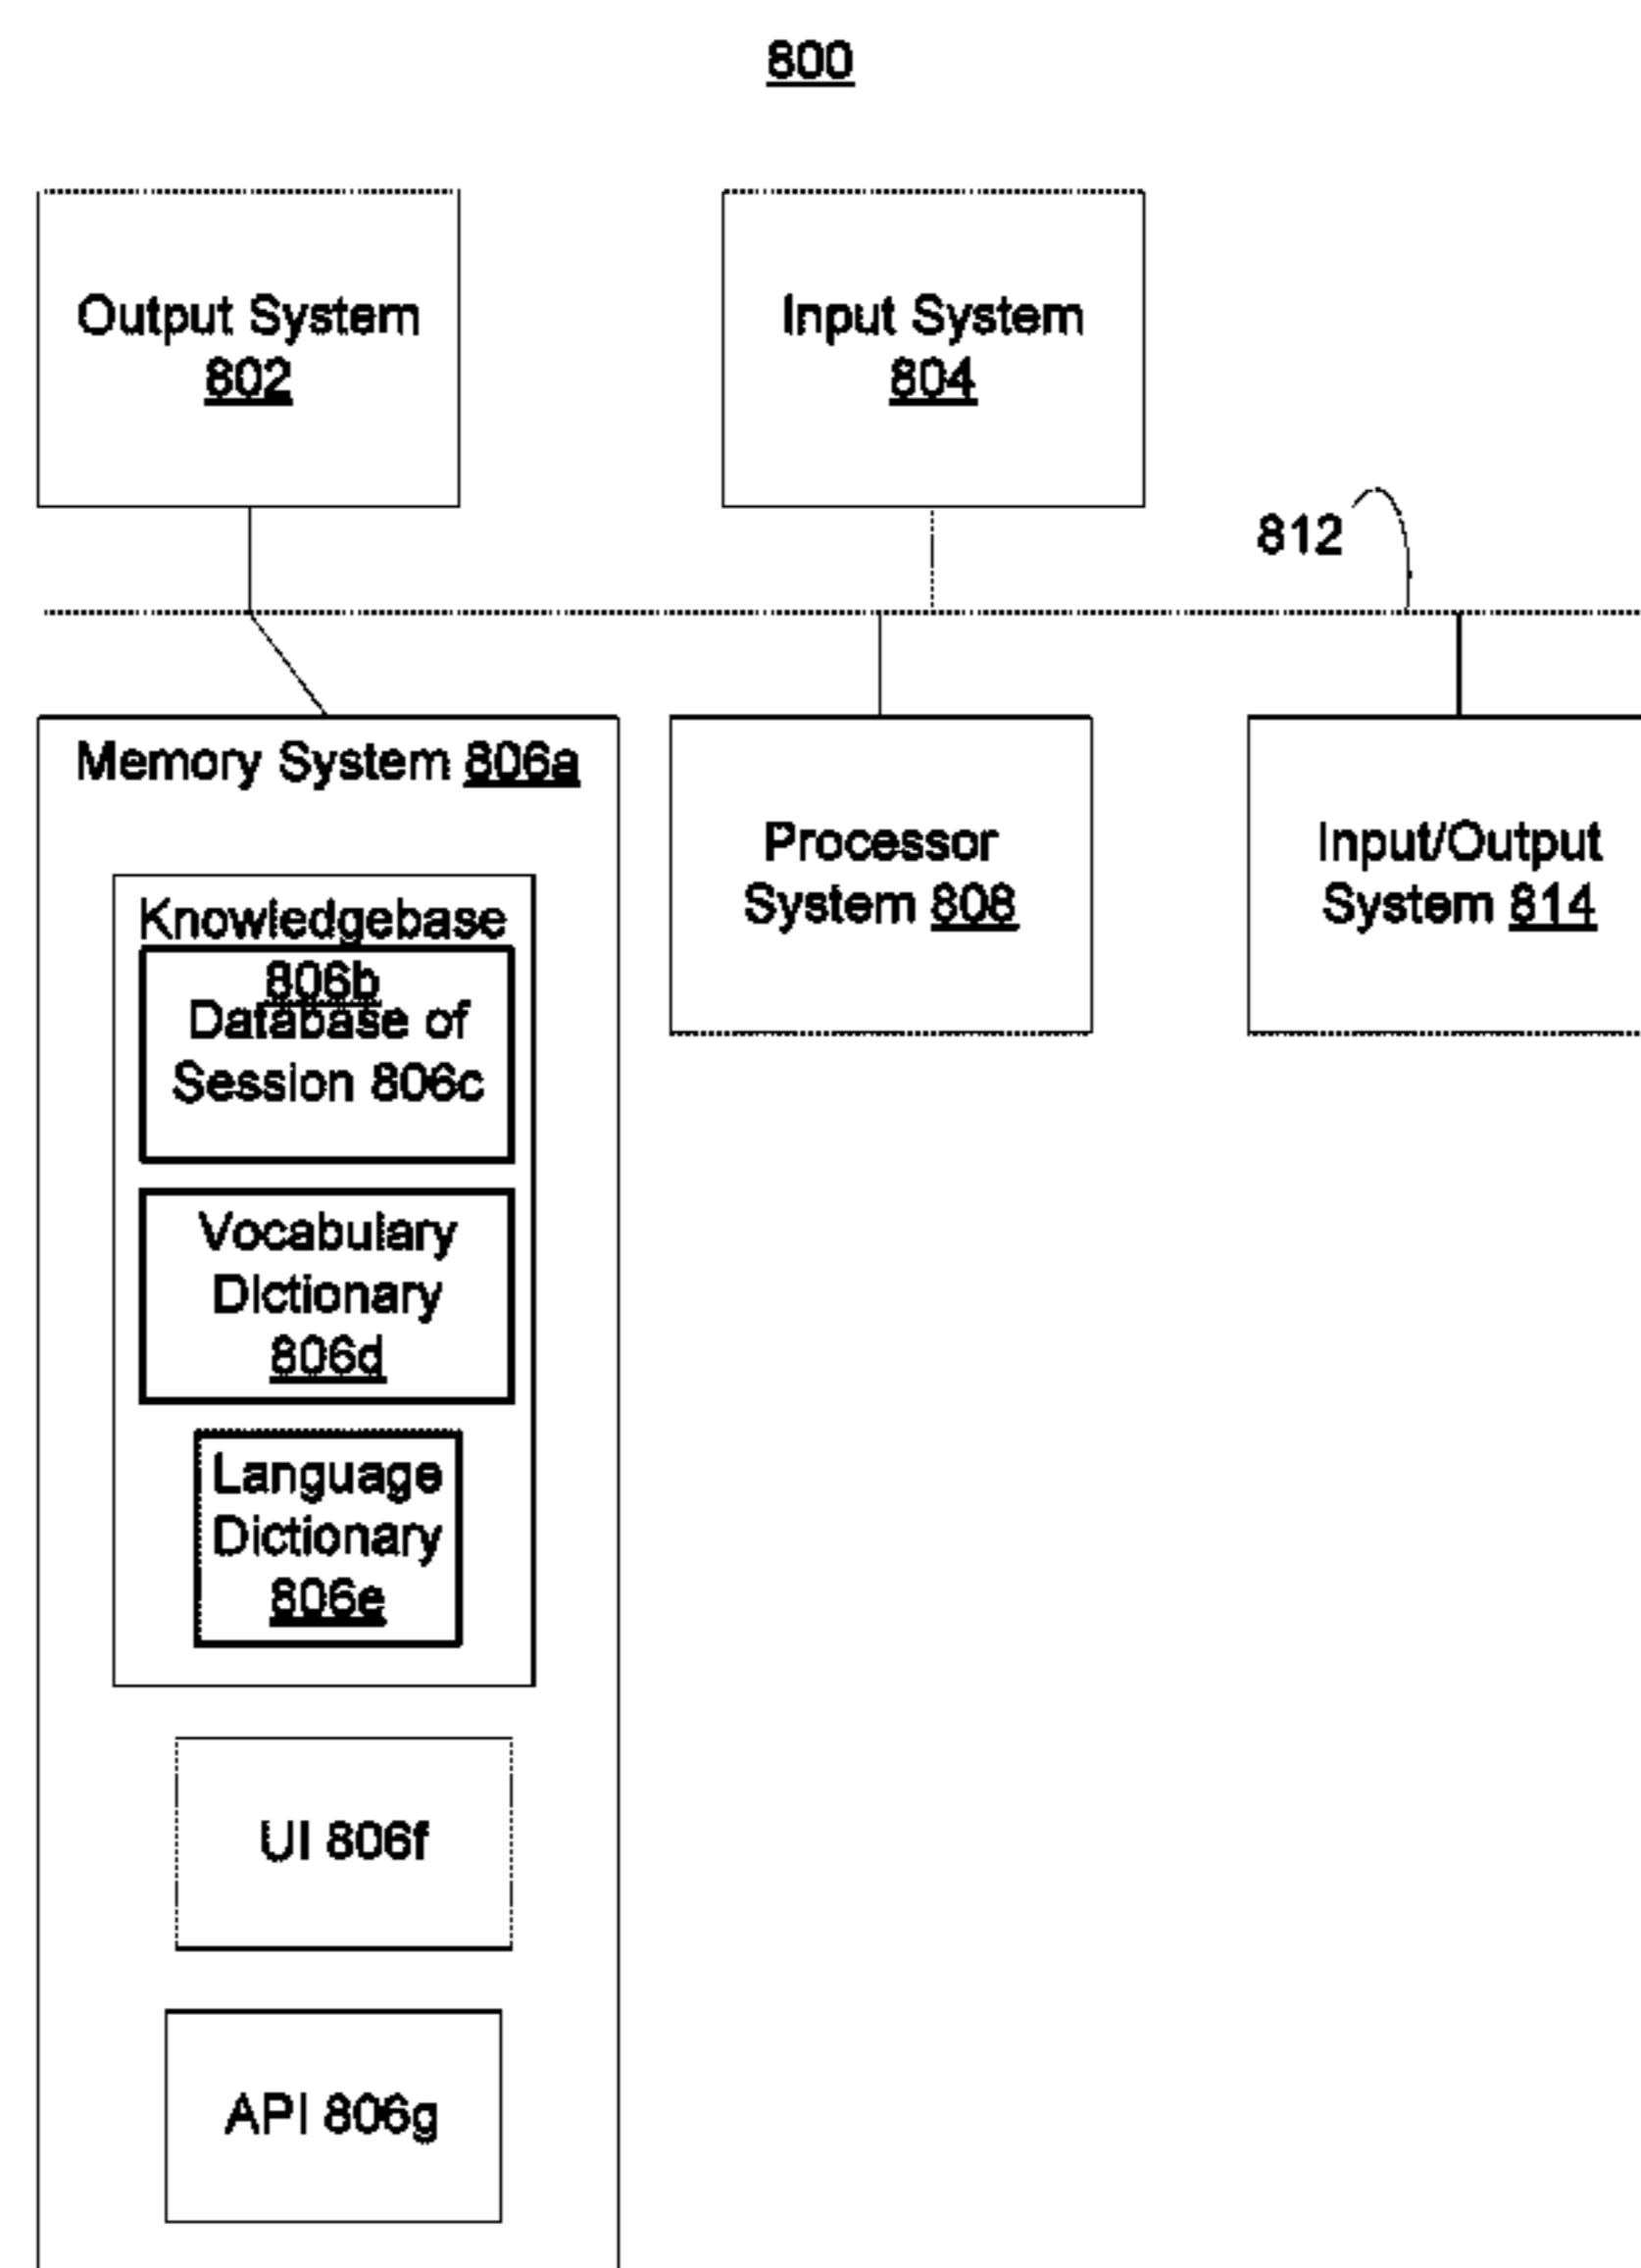 800
Output System
802
Input System
804
812
Memory System 806a
Knowledgebase
806b
Database of
Session 806c
Vocabulary
Dictionary
806d
Language
Dictionary
806e
UI 806f
API 806g
Processor
System 808
Input/Output
System 814